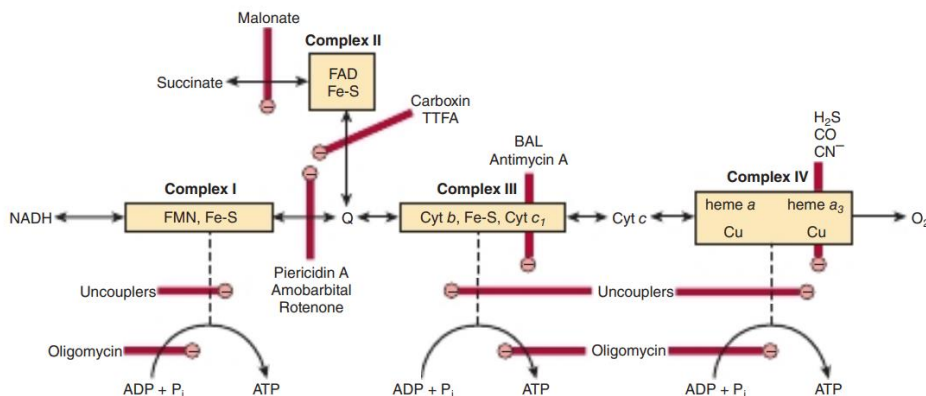 Malonate
Complex II
Succinate
FAD
Fe-S
Carboxin
TTFA
H₂S
CO
CN⁻
BAL
Antimycin A
Complex I
Complex III
Complex IV
NADH
FMN, Fe-S
Q
Cyt b, Fe-S, Cyt c₁
Cyt c
heme a
heme a₃
Cu
Cu
O₂
Piericidin A
Amobarbital
Rotenone
Uncouplers
Uncouplers
Oligomycin
Oligomycin
ADP + Pᵢ
ATP
ADP + Pᵢ
ATP
ADP + Pᵢ
ATP